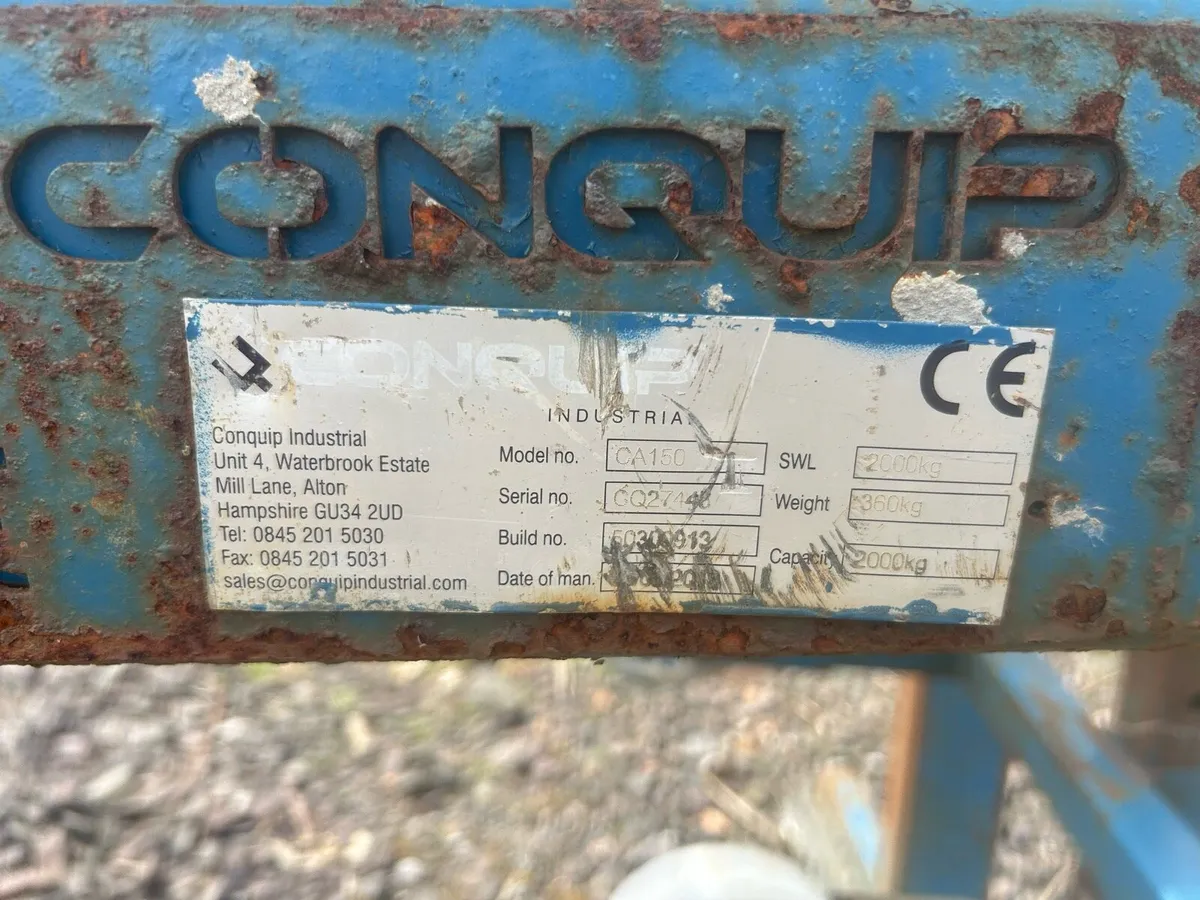 CONQUIP
CONQUIP
CE
INDUSTRIAL
Conquip Industrial
Unit 4, Waterbrook Estate
Mill Lane, Alton
Hampshire GU34 2UD
Tel: 0845 201 5030
Fax: 0845 201 5031
sales@conquipindustrial.com
Model no. CA150
Serial no.
Build no.
Date of man.
SWL 2000kg
Weight 360kg
Capacity 2000kg